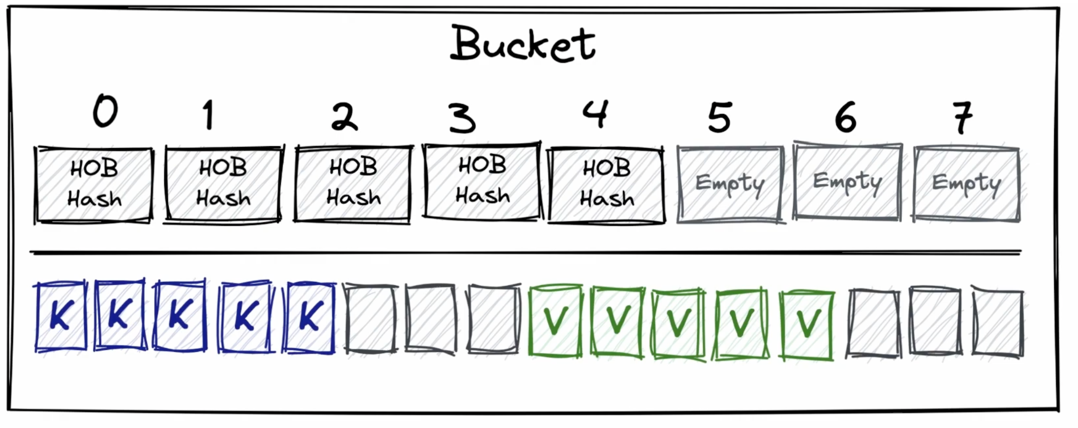 Bucket
0 1 2 3 4 5 6 7
HOB HOB HOB HOB HOB
Hash Hash Hash Hash Hash Empty Empty Empty
K K K K K V V V V V